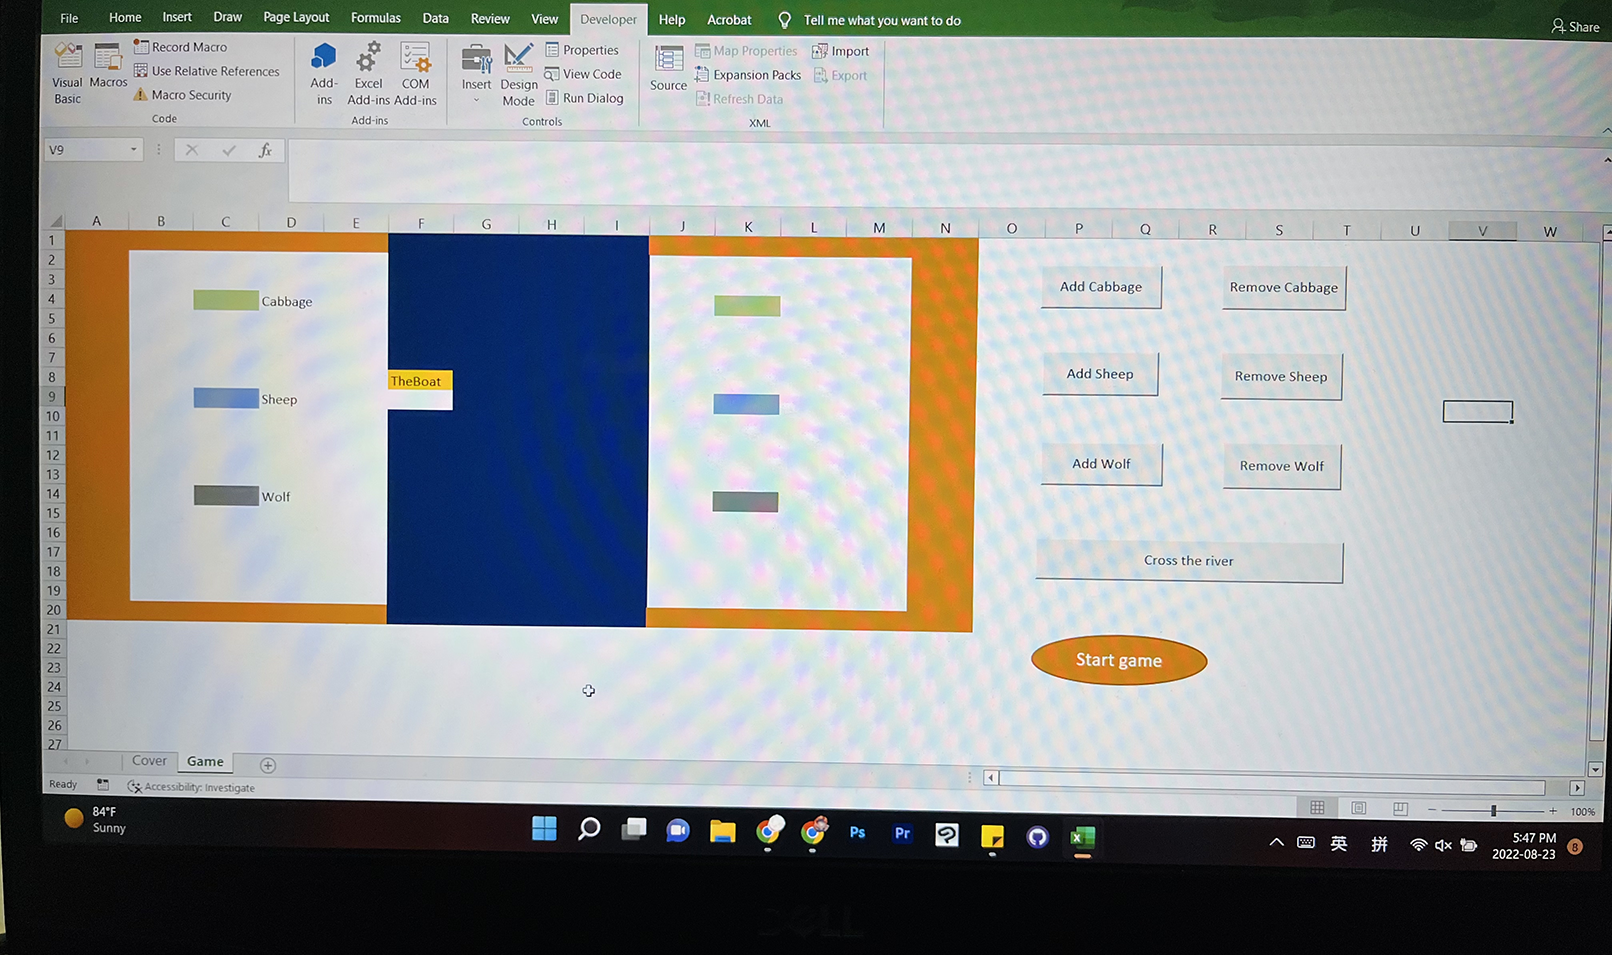 File Home Insert Draw Page Layout Formulas Data Review View Developer Help Acrobat Tell me what you want to do Share
Visual Basic
Macros
Record Macro
Use Relative References
Macro Security
Code
Add-ins
Excel Add-ins
COM Add-ins
Add-ins
Insert
Design Mode
Properties
View Code
Run Dialog
Controls
Source
Map Properties
Expansion Packs
Refresh Data
Import
Export
XML
V9 fx
A B C D E F G H I J K L M N O P Q R S T U V W
1
2
3
4
5
6
7
8
9
10
11
12
13
14
15
16
17
18
19
20
21
22
23
24
25
26
27
Cabbage
Sheep
Wolf
TheBoat
Add Cabbage Remove Cabbage
Add Sheep Remove Sheep
Add Wolf Remove Wolf
Cross the river
Start game
Cover Game
Ready Accessibility: Investigate 100%
84°F
Sunny
Ps Pr 英 拼
5:47 PM
2022-08-23
8
DELL